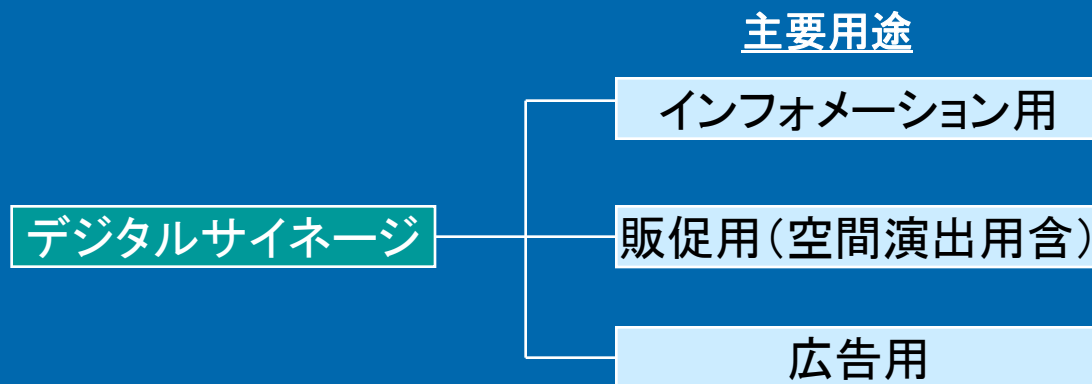 主要用途
インフォメーション用
デジタルサイネージ
販促用(空間演出用含)
広告用